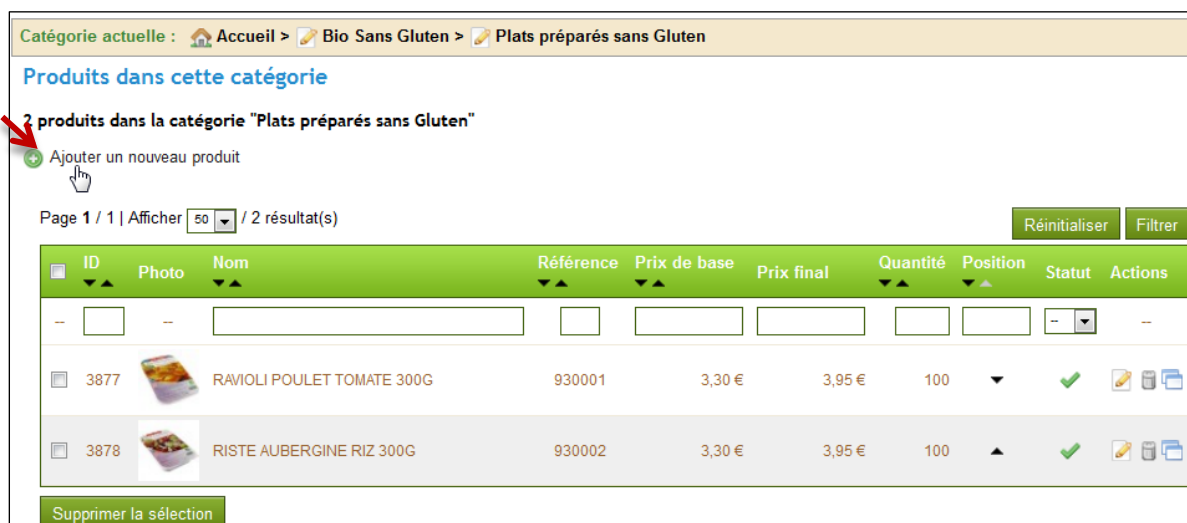 Catégorie actuelle : Accueil > Bio Sans Gluten > Plats préparés sans Gluten
Produits dans cette catégorie
2 produits dans la catégorie "Plats préparés sans Gluten"
Ajouter un nouveau produit
Page 1 / 1 | Afficher 50 / 2 résultat(s)
Réinitialiser Filtrer
ID Photo Nom Référence Prix de base Prix final Quantité Position Statut Actions
-- -- -- --
3877 RAVIOLI POULET TOMATE 300G 930001 3,30 € 3,95 € 100
3878 RISTE AUBERGINE RIZ 300G 930002 3,30 € 3,95 € 100
Supprimer la sélection